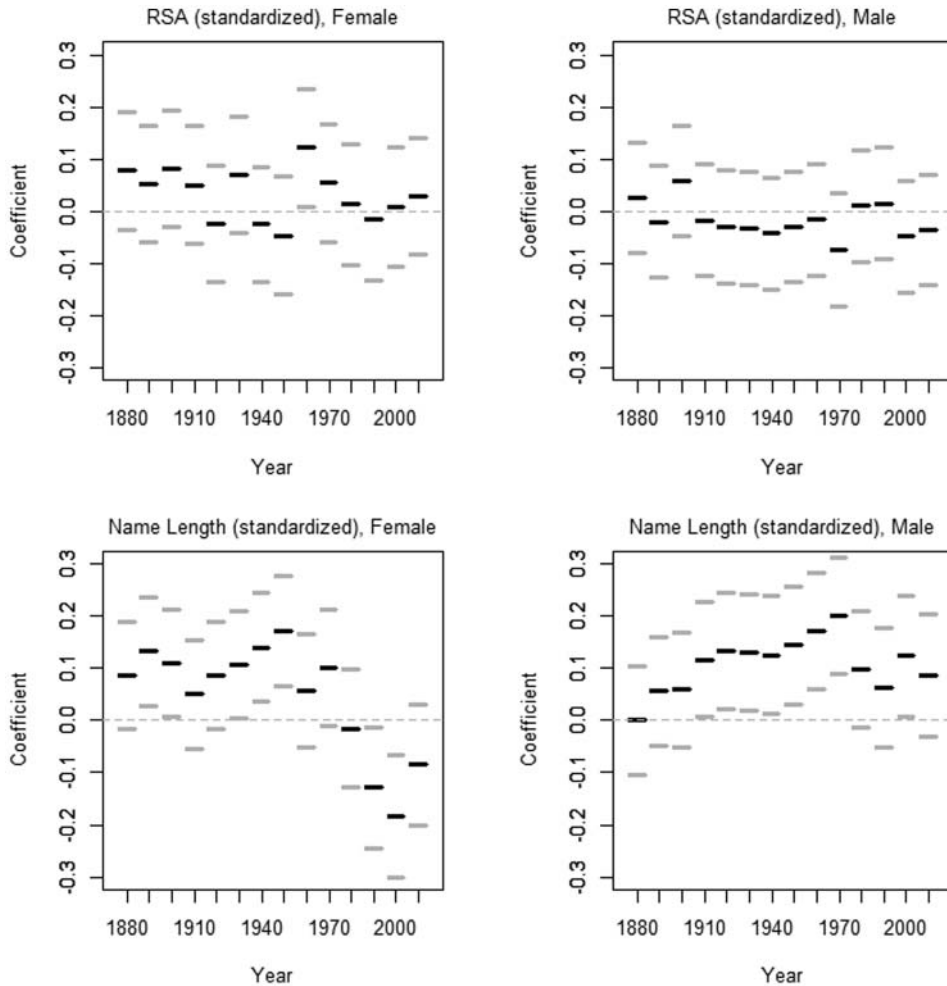 RSA (standardized), Female
0.3
0.2
0.1
0.0
-0.1
-0.2
-0.3
Coefficient
1880 1910 1940 1970 2000
Year
RSA (standardized), Male
0.3
0.2
0.1
0.0
-0.1
-0.2
-0.3
Coefficient
1880 1910 1940 1970 2000
Year
Name Length (standardized), Female
0.3
0.2
0.1
0.0
-0.1
-0.2
-0.3
Coefficient
1880 1910 1940 1970 2000
Year
Name Length (standardized), Male
0.3
0.2
0.1
0.0
-0.1
-0.2
-0.3
Coefficient
1880 1910 1940 1970 2000
Year